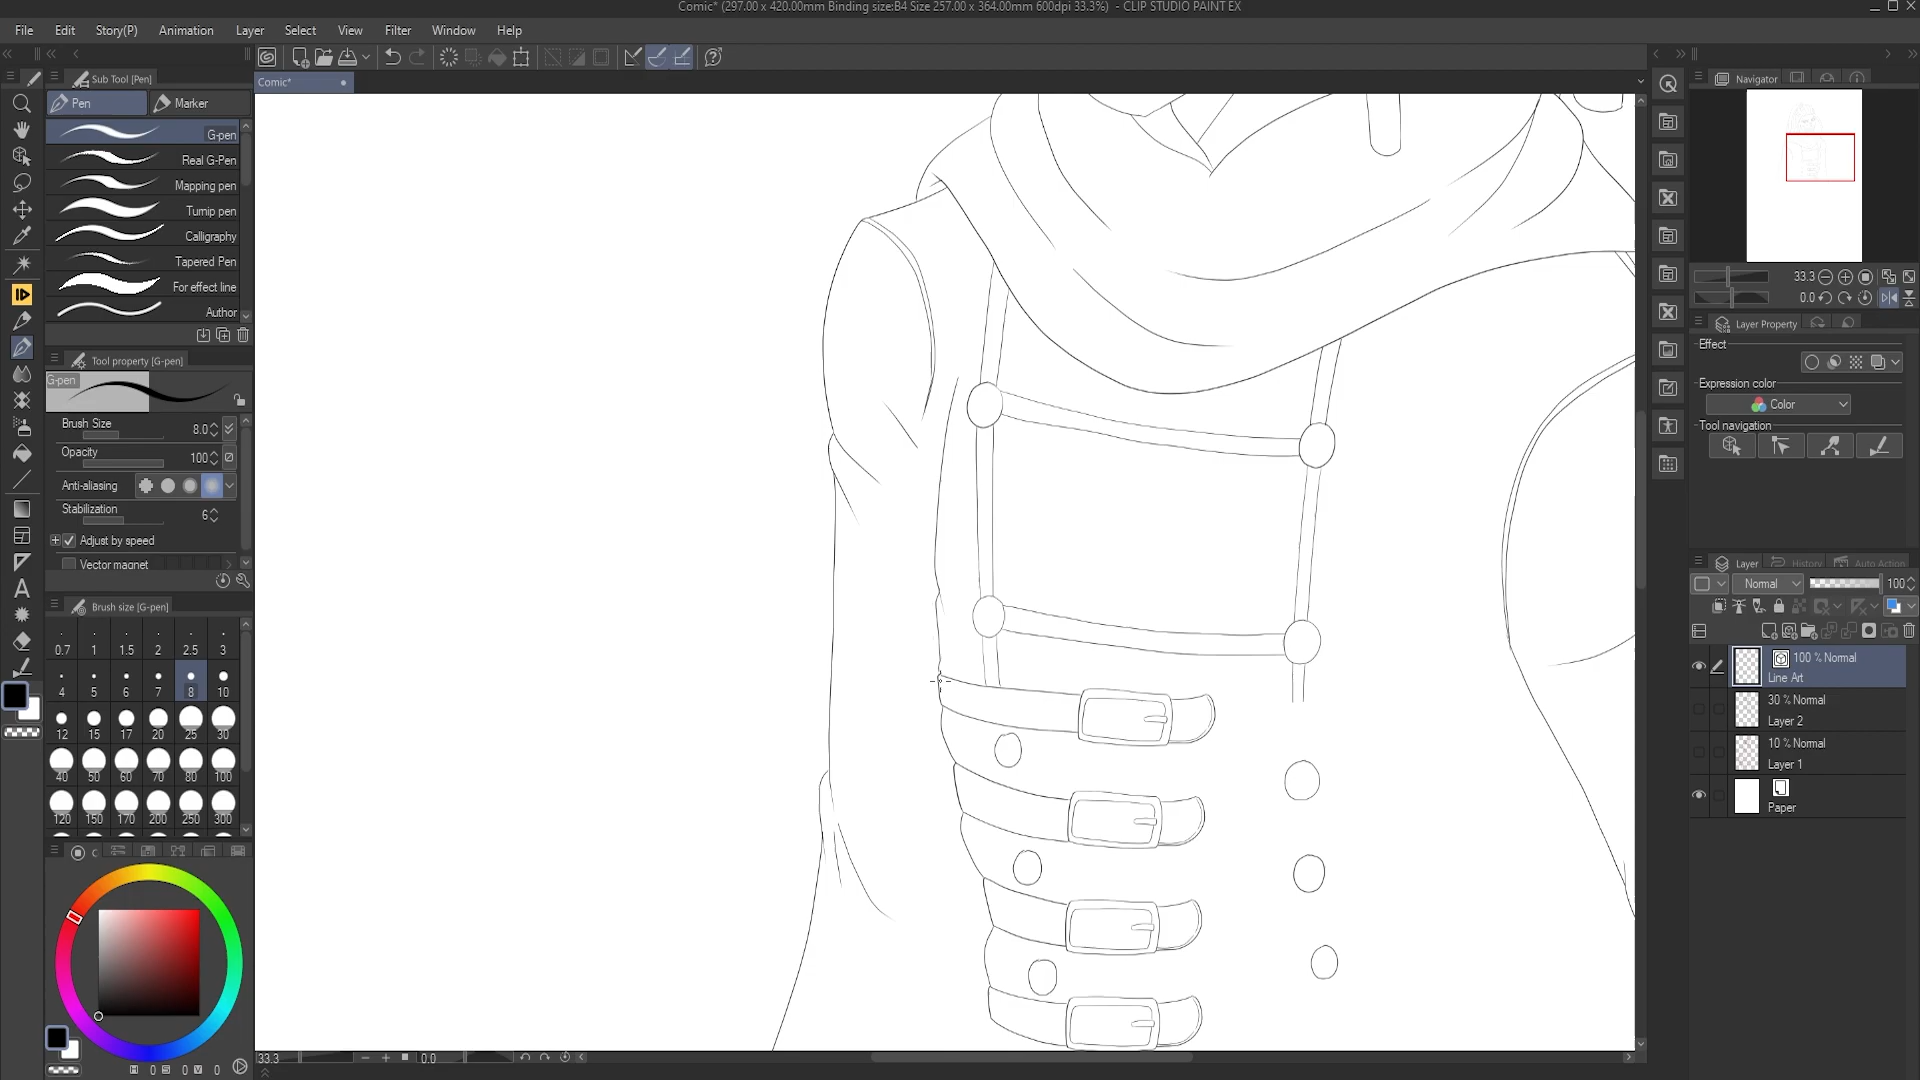 Comic* (297.00 x 420.00mm Binding size:B4 Size 257.00 x 364.00mm 600dpi 33.3%) - CLIP STUDIO PAINT EX
File Edit Story(P) Animation Layer Select View Filter Window Help
Sub Tool [Pen]
Comic*
Navigator
Pen Marker
G-pen
Real G-Pen
Mapping pen
Turnip pen
Calligraphy
Tapered Pen
For effect line
Author
33.3
0.0
Tool property [G-pen]
G-pen
Brush Size 8.0
Opacity 100
Anti-aliasing
Stabilization 6
Adjust by speed
Vector magnet
Layer Property
Effect
Expression color
Color
Tool navigation
Brush size [G-pen]
0.7 1 1.5 2 2.5 3
4 5 6 7 8 10
12 15 17 20 25 30
40 50 60 70 80 100
120 150 170 200 250 300
Layer History Auto Action
Normal 100
100 % Normal
Line Art
30 % Normal
Layer 2
10 % Normal
Layer 1
Paper
33.3 0.0
H 0 S 0 V 0